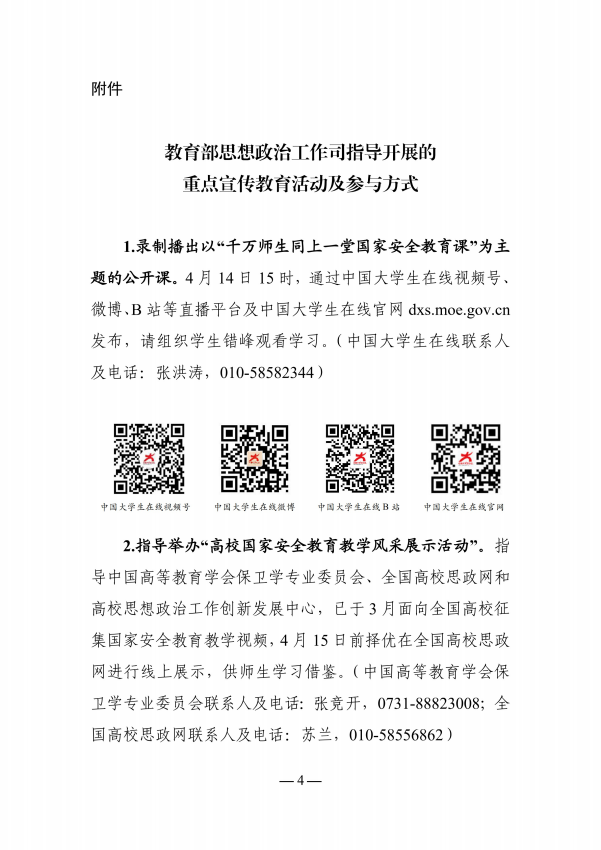 附件
教育部思想政治工作司指导开展的
重点宣传教育活动及参与方式
1.录制播出以“千万师生同上一堂国家安全教育课”为主
题的公开课。4月14日15时，通过中国大学生在线视频号、
微博、B站等直播平台及中国大学生在线官网dxs.moe.gov.cn
发布，请组织学生错峰观看学习。（中国大学生在线联系人
及电话：张洪涛，010-58582344）
中国大学生在线视频号 中国大学生在线微博 中国大学生在线B站 中国大学生在线官网
2.指导举办“高校国家安全教育教学风采展示活动”。指
导中国高等教育学会保卫学专业委员会、全国高校思政网和
高校思想政治工作创新发展中心，已于3月面向全国高校征
集国家安全教育教学视频，4月15日前择优在全国高校思政
网进行线上展示，供师生学习借鉴。（中国高等教育学会保
卫学专业委员会联系人及电话：张竞开，0731-88823008；全
国高校思政网联系人及电话：苏兰，010-58556862）
— 4 —